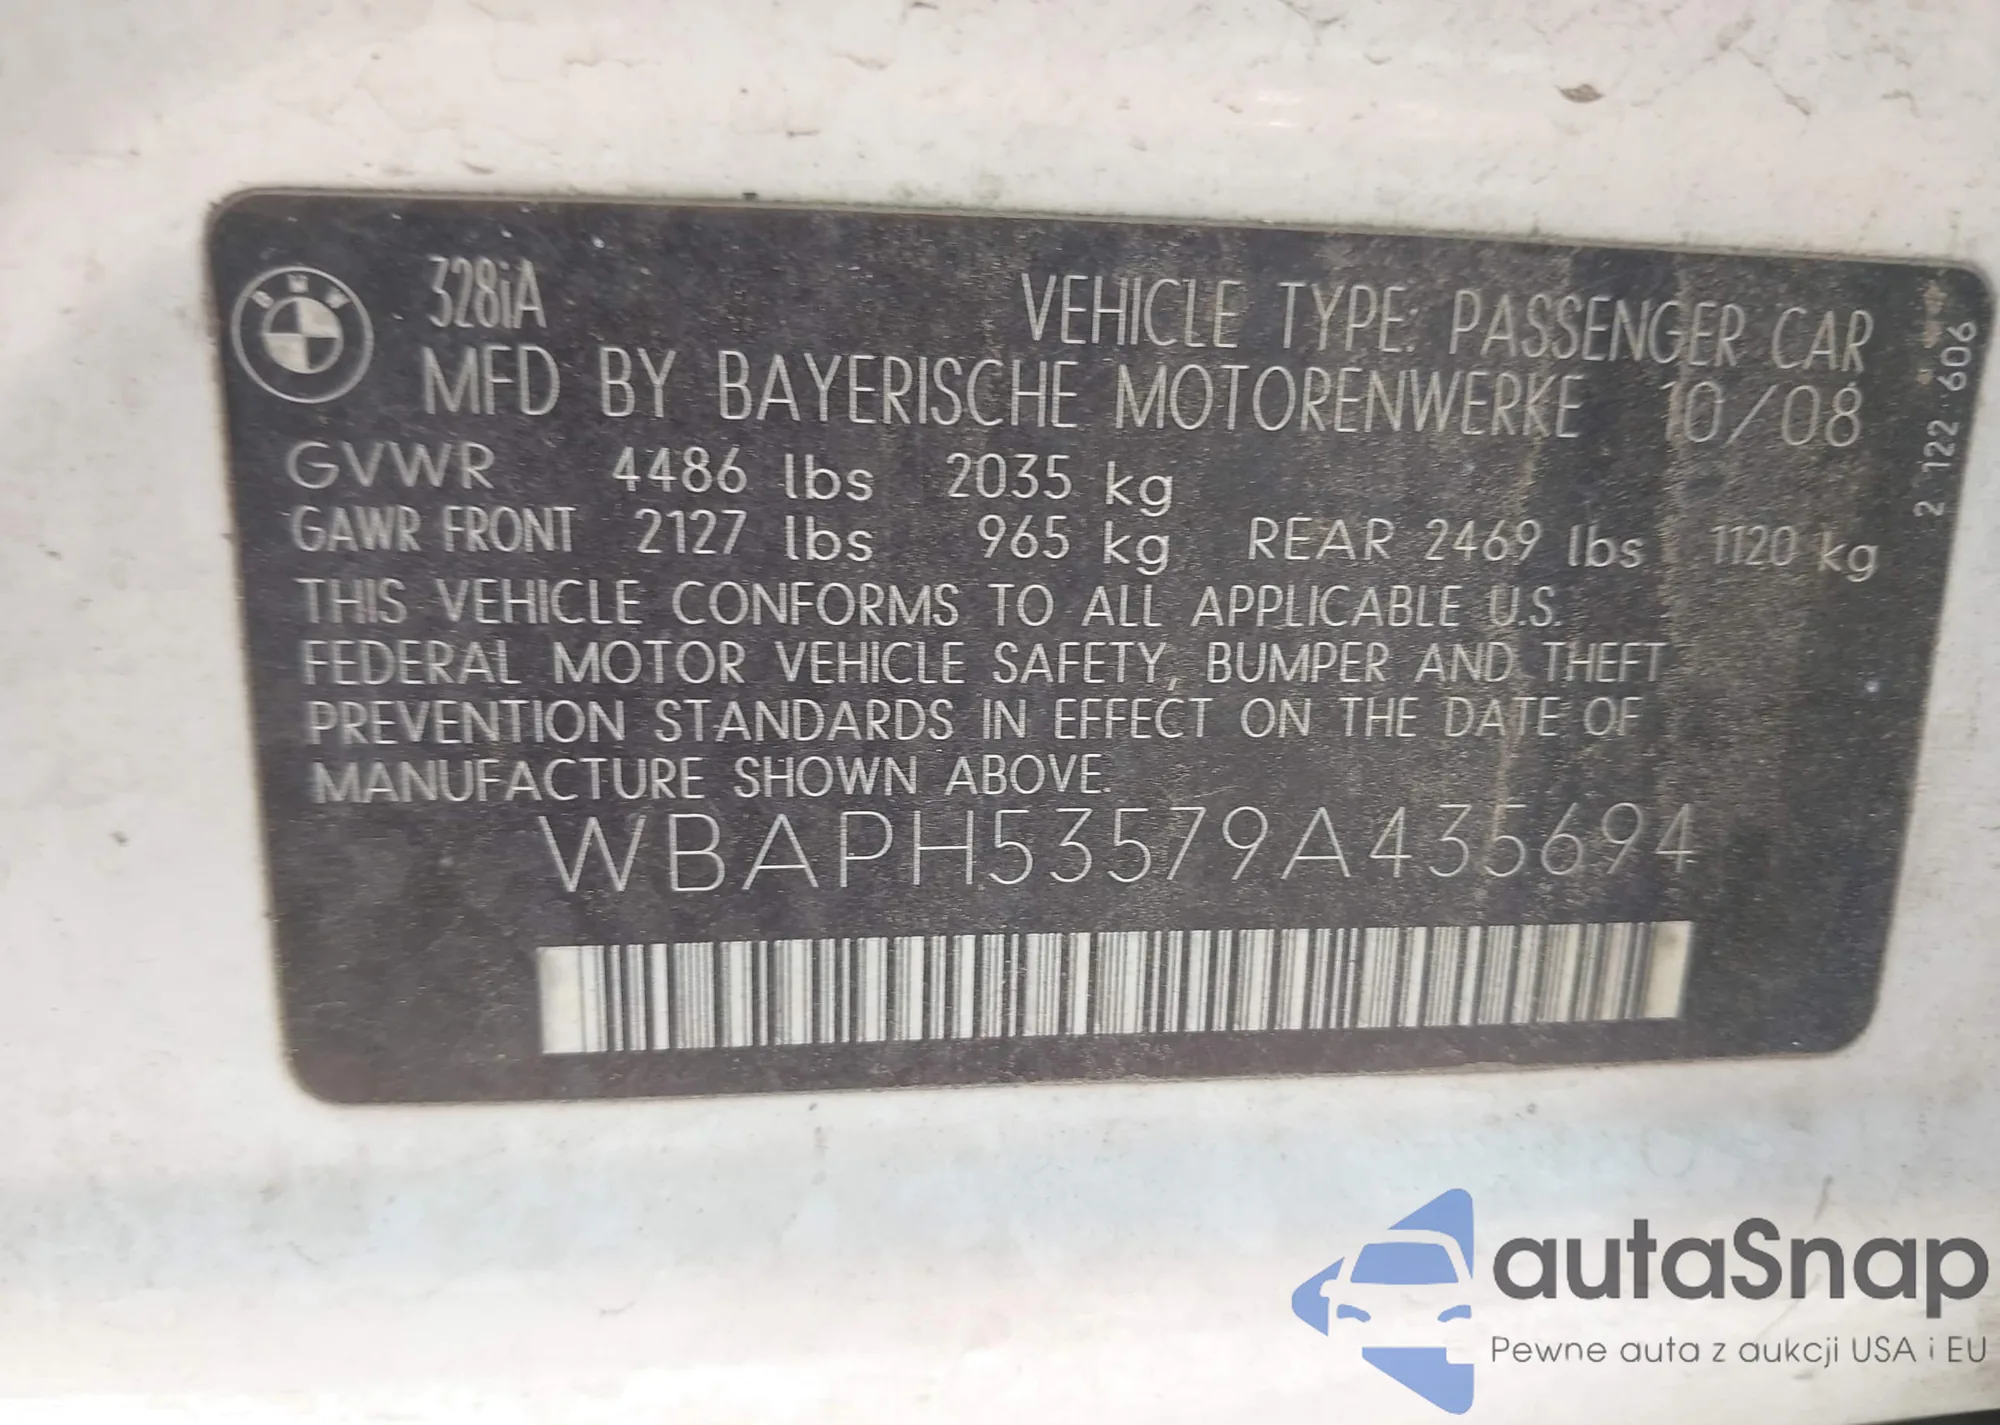 BMW
328iA
VEHICLE TYPE: PASSENGER CAR
MFD BY BAYERISCHE MOTORENWERKE 10/08
GVWR 4486 lbs 2035 kg
GAWR FRONT 2127 lbs 965 kg REAR 2469 lbs 1120 kg
THIS VEHICLE CONFORMS TO ALL APPLICABLE U.S.
FEDERAL MOTOR VEHICLE SAFETY, BUMPER AND THEFT
PREVENTION STANDARDS IN EFFECT ON THE DATE OF
MANUFACTURE SHOWN ABOVE.
WBAPH53579A435694
2 122 606
autaSnap
Pewne auta z aukcji USA i EU